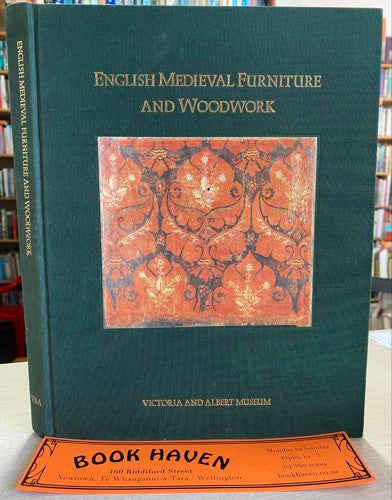 ENGLISH MEDIEVAL FURNITURE AND WOODWORK
V&A
ENGLISH MEDIEVAL FURNITURE
AND WOODWORK
VICTORIA AND ALBERT MUSEUM
BOOK HAVEN
160 Riddiford Street
Newtown, Te Whanganui-a-Tara / Wellington
Monday to Sunday
Open 10 - 5
04 380 0009
bookhaven.co.nz